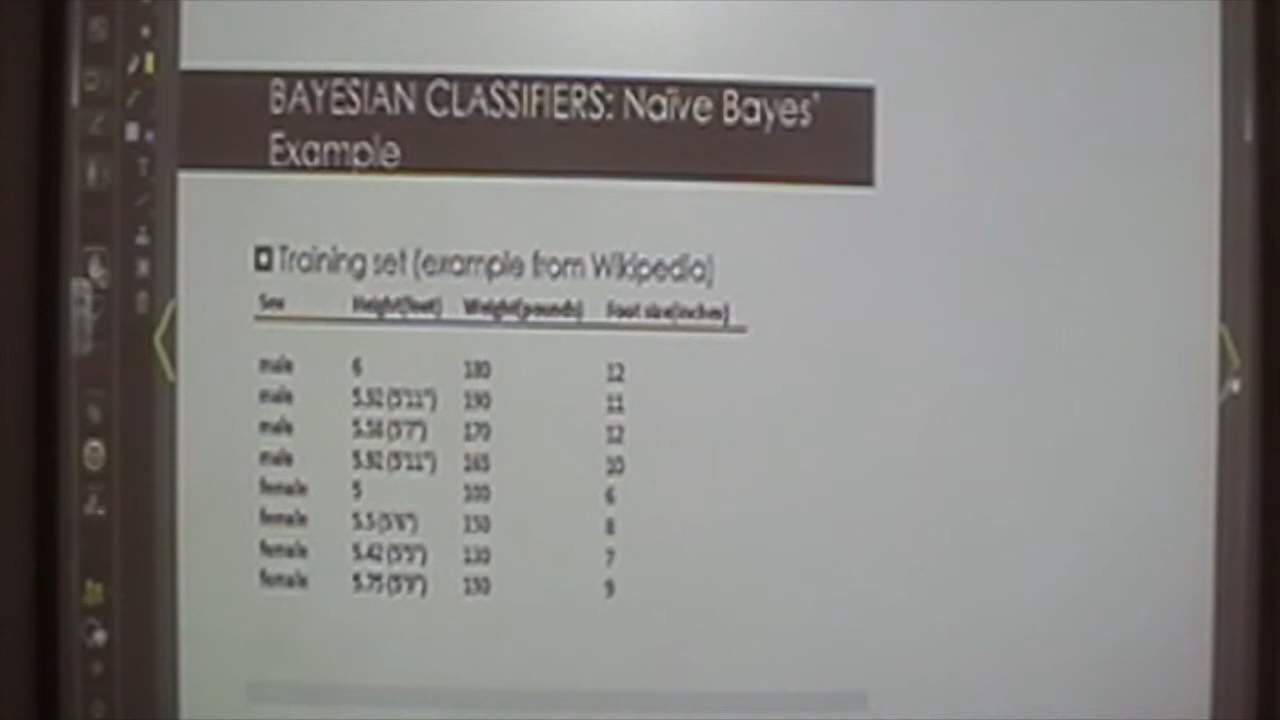 BAYESIAN CLASSIFIERS: Naïve Bayes'
Example
Training set (example from Wikipedia)
Sex Height(feet) Weight(pounds) Foot size(inches)
male 6 180 12
male 5.92 (5'11") 190 11
male 5.58 (5'7") 170 12
male 5.92 (5'11") 165 10
female 5 100 6
female 5.5 (5'6") 150 8
female 5.42 (5'5") 130 7
female 5.75 (5'9") 150 9